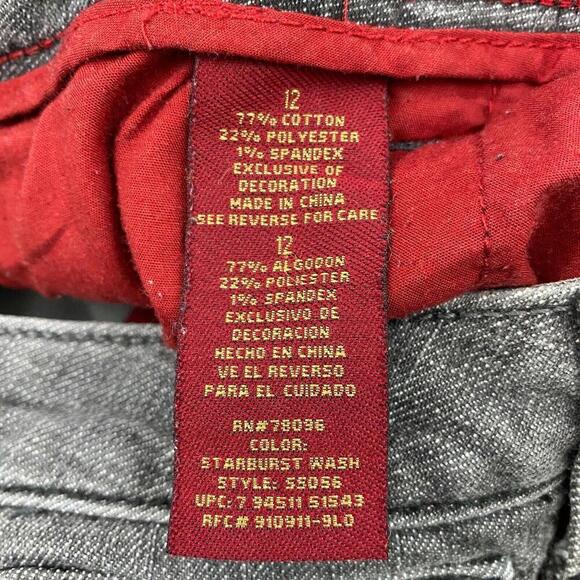 12
77% COTTON
22% POLYESTER
1% SPANDEX
EXCLUSIVE OF
DECORATION
MADE IN CHINA
SEE REVERSE FOR CARE
12
77% ALGODON
22% POLIESTER
1% SPANDEX
EXCLUSIVO DE
DECORACION
HECHO EN CHINA
VE EL REVERSO
PARA EL CUIDADO
RN#78096
COLOR:
STARBURST WASH
STYLE: 55056
UPC: 7 94511 51543
RFC# 910911-9L0